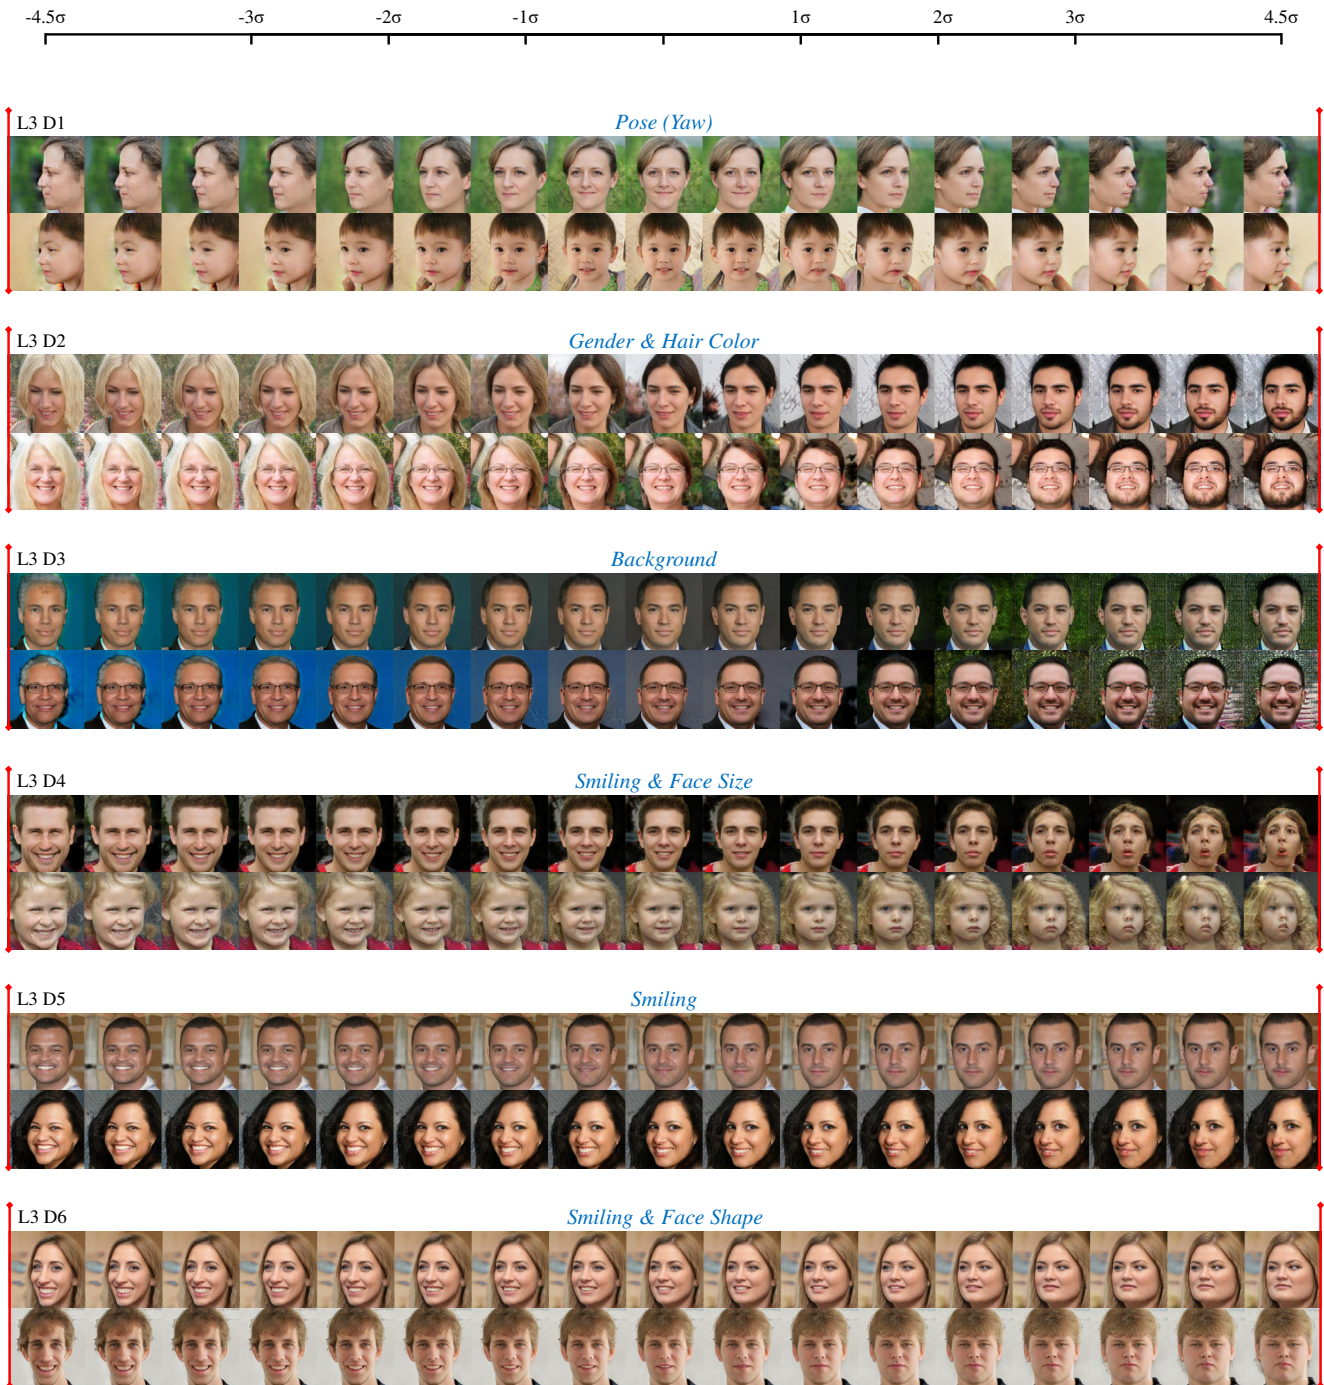 -4.5σ -3σ -2σ -1σ 1σ 2σ 3σ 4.5σ
L3 D1 Pose (Yaw)
L3 D2 Gender & Hair Color
L3 D3 Background
L3 D4 Smiling & Face Size
L3 D5 Smiling
L3 D6 Smiling & Face Shape